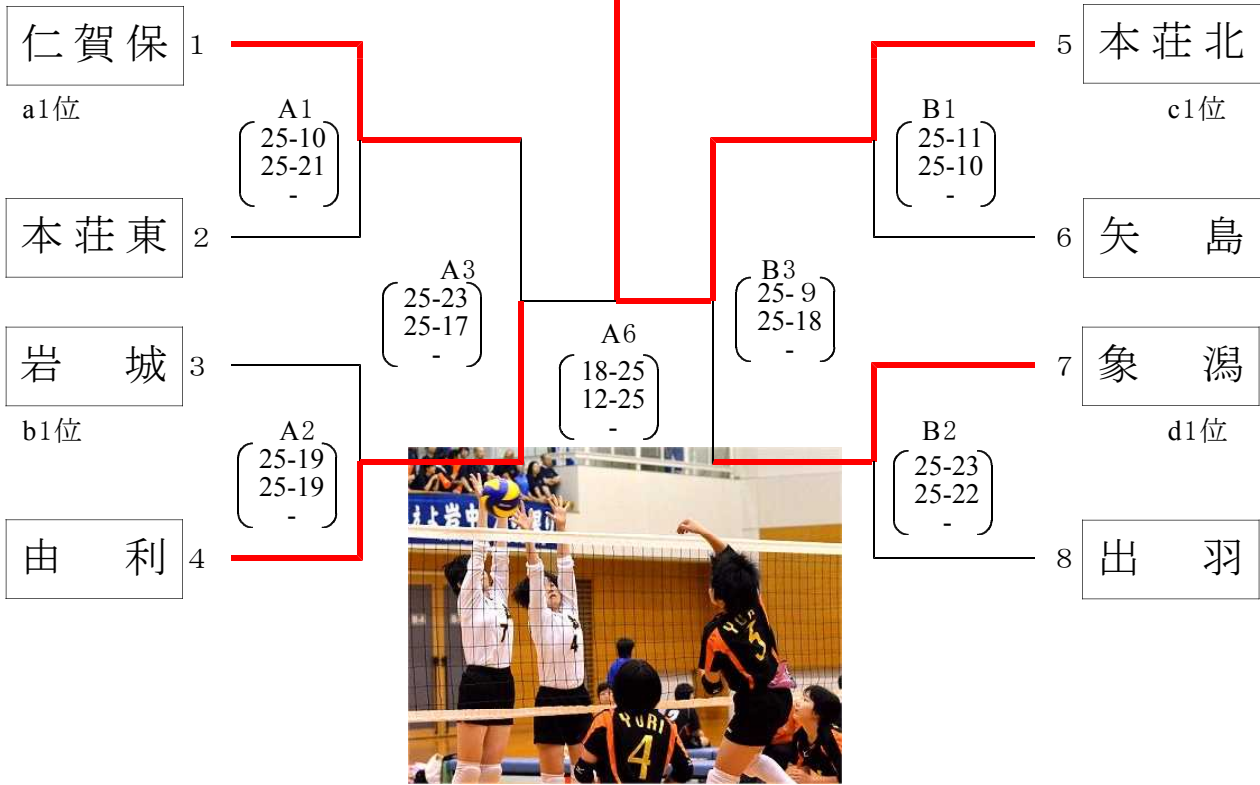 仁賀保 1
a1位
A1
25-10
25-21
-
本荘東 2
A3
25-23
25-17
-
岩 城 3
b1位
A2
25-19
25-19
-
由 利 4
A6
18-25
12-25
-
5 本荘北
c1位
B1
25-11
25-10
-
6 矢 島
B3
25- 9
25-18
-
7 象 潟
d1位
B2
25-23
25-22
-
8 出 羽
7
4
5
YURI
4